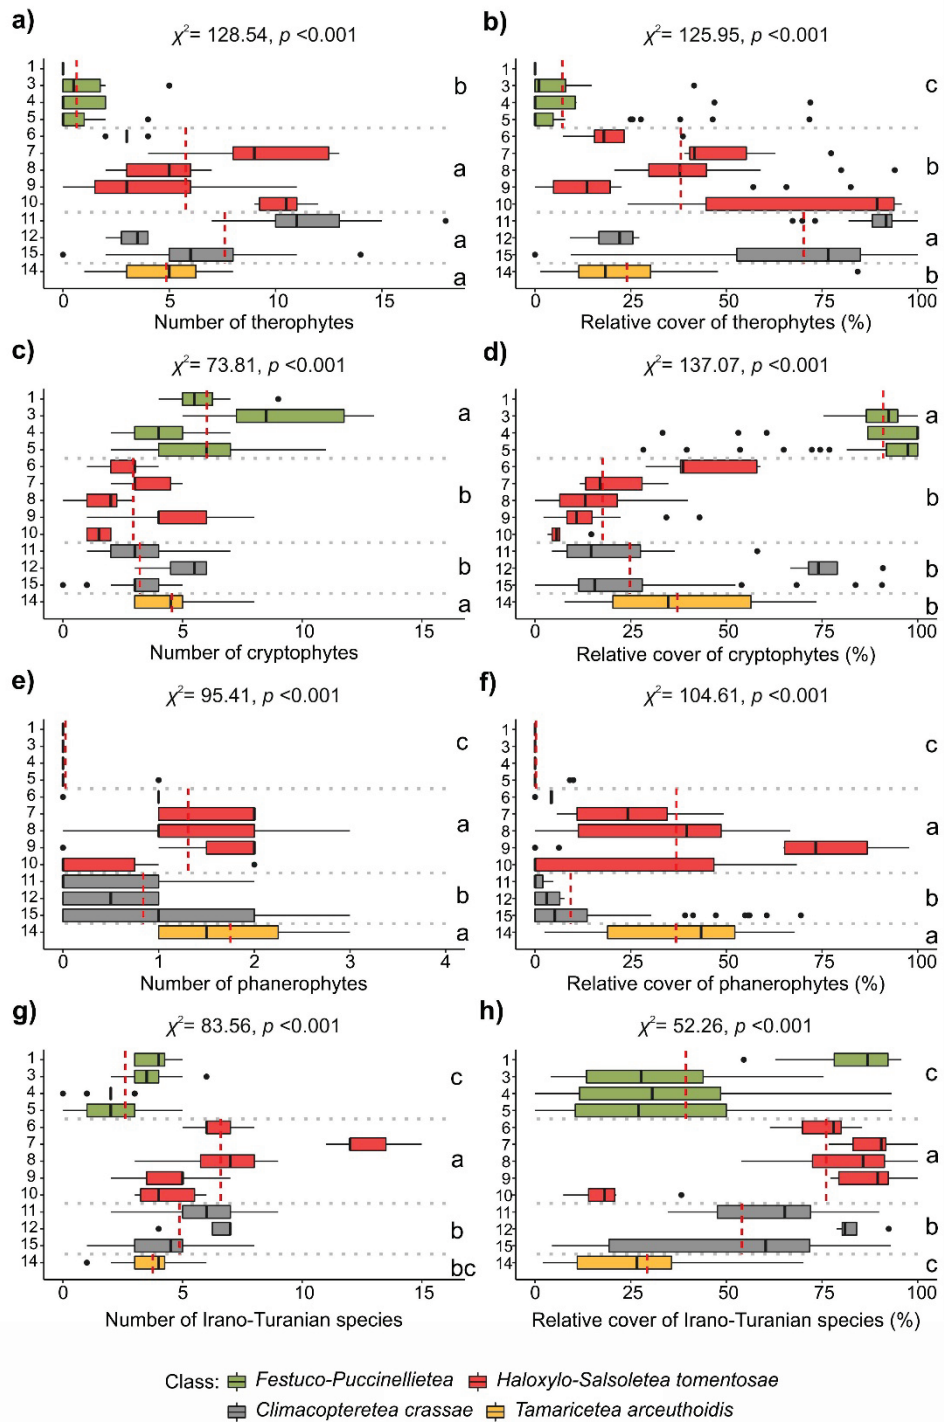 a)
χ²= 128.54, p <0.001
1
3
4
5
6
7
8
9
10
11
12
15
14
b
a
a
a
0 5 10 15
Number of therophytes
b)
χ²= 125.95, p <0.001
1
3
4
5
6
7
8
9
10
11
12
15
14
c
b
a
b
0 25 50 75 100
Relative cover of therophytes (%)
c)
χ²= 73.81, p <0.001
1
3
4
5
6
7
8
9
10
11
12
15
14
a
b
b
a
0 5 10 15
Number of cryptophytes
d)
χ²= 137.07, p <0.001
1
3
4
5
6
7
8
9
10
11
12
15
14
a
b
b
b
0 25 50 75 100
Relative cover of cryptophytes (%)
e)
χ²= 95.41, p <0.001
1
3
4
5
6
7
8
9
10
11
12
15
14
c
a
b
a
0 1 2 3 4
Number of phanerophytes
f)
χ²= 104.61, p <0.001
1
3
4
5
6
7
8
9
10
11
12
15
14
c
a
b
a
0 25 50 75 100
Relative cover of phanerophytes (%)
g)
χ²= 83.56, p <0.001
1
3
4
5
6
7
8
9
10
11
12
15
14
c
a
b
bc
0 5 10 15
Number of Irano-Turanian species
h)
χ²= 52.26, p <0.001
1
3
4
5
6
7
8
9
10
11
12
15
14
c
a
b
c
0 25 50 75 100
Relative cover of Irano-Turanian species (%)
Class: Festuco-Puccinellietea Haloxylo-Salsoletea tomentosae
Climacopteretea crassae Tamaricetea arceuthoidis